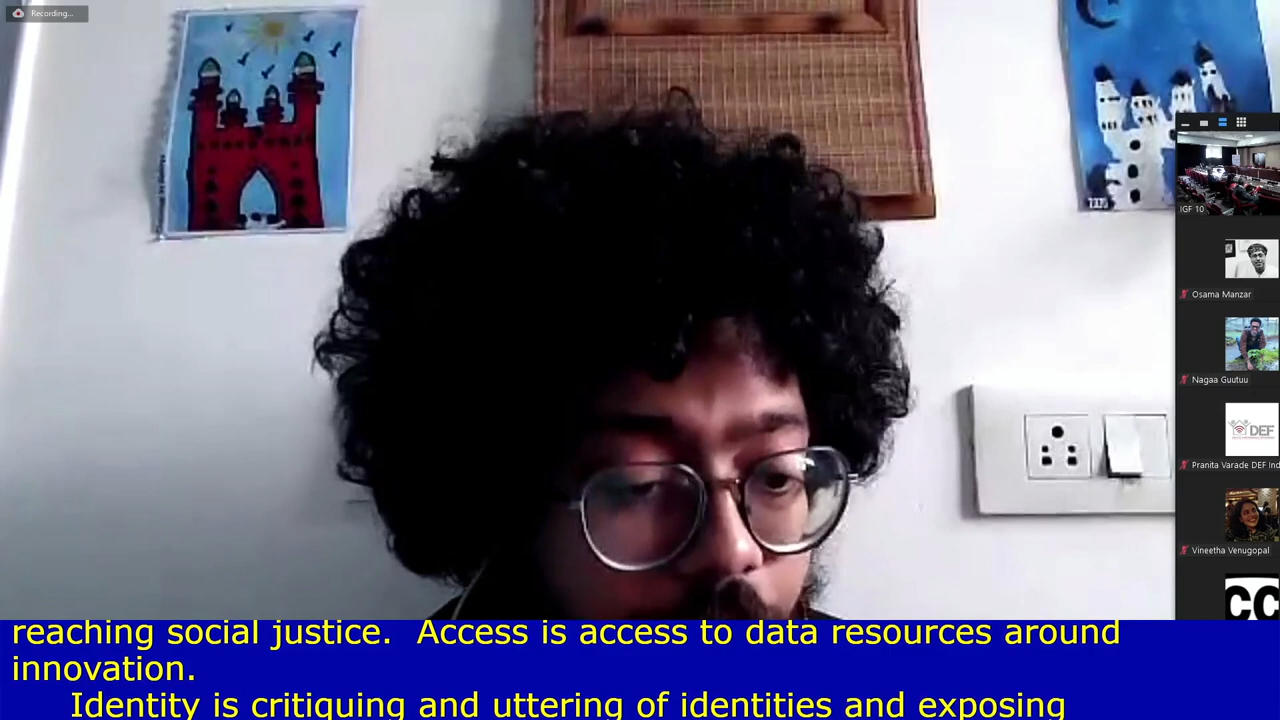 Recording...
IGF 10
Osama Manzar
Nagaa Guutuu
DEF
Pranita Varade DEF Ind
Vineetha Venugopal
CC
reaching social justice.  Access is access to data resources around
innovation.
Identity is critiquing and uttering of identities and exposing